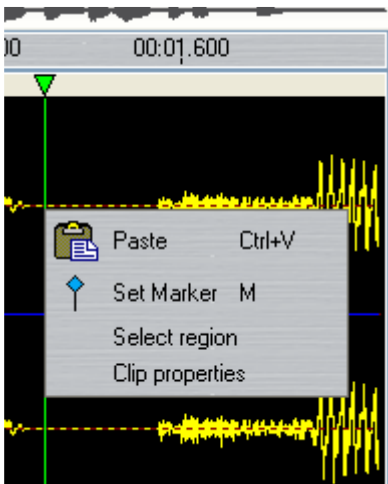 00 00:01.600
Paste Ctrl+V
Set Marker M
Select region
Clip properties